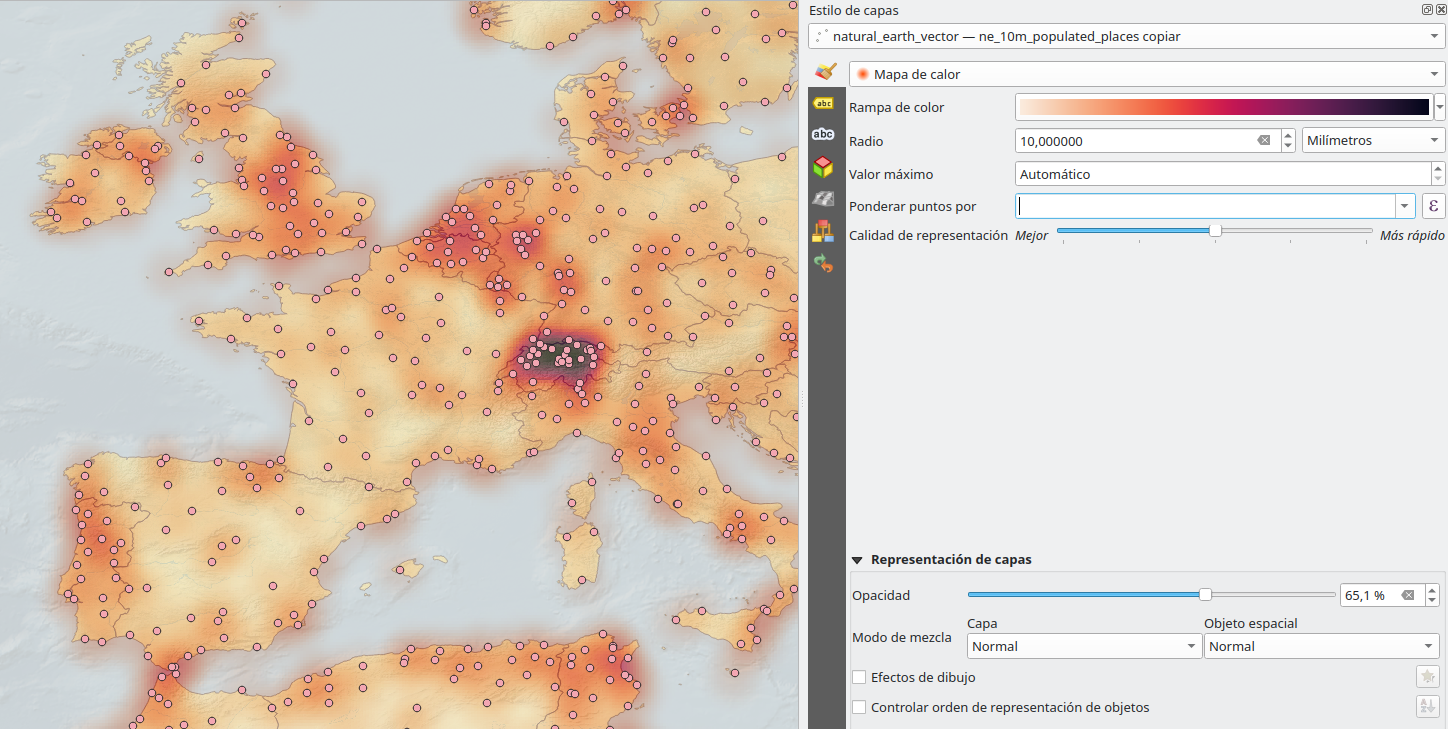 Estilo de capas
natural_earth_vector — ne_10m_populated_places copiar
Mapa de calor
abc
Rampa de color
abc
Radio 10,000000 Milímetros
Valor máximo Automático
Ponderar puntos por ε
Calidad de representación Mejor Más rápido
Representación de capas
Opacidad 65,1 %
Capa Objeto espacial
Modo de mezcla Normal Normal
Efectos de dibujo
Controlar orden de representación de objetos